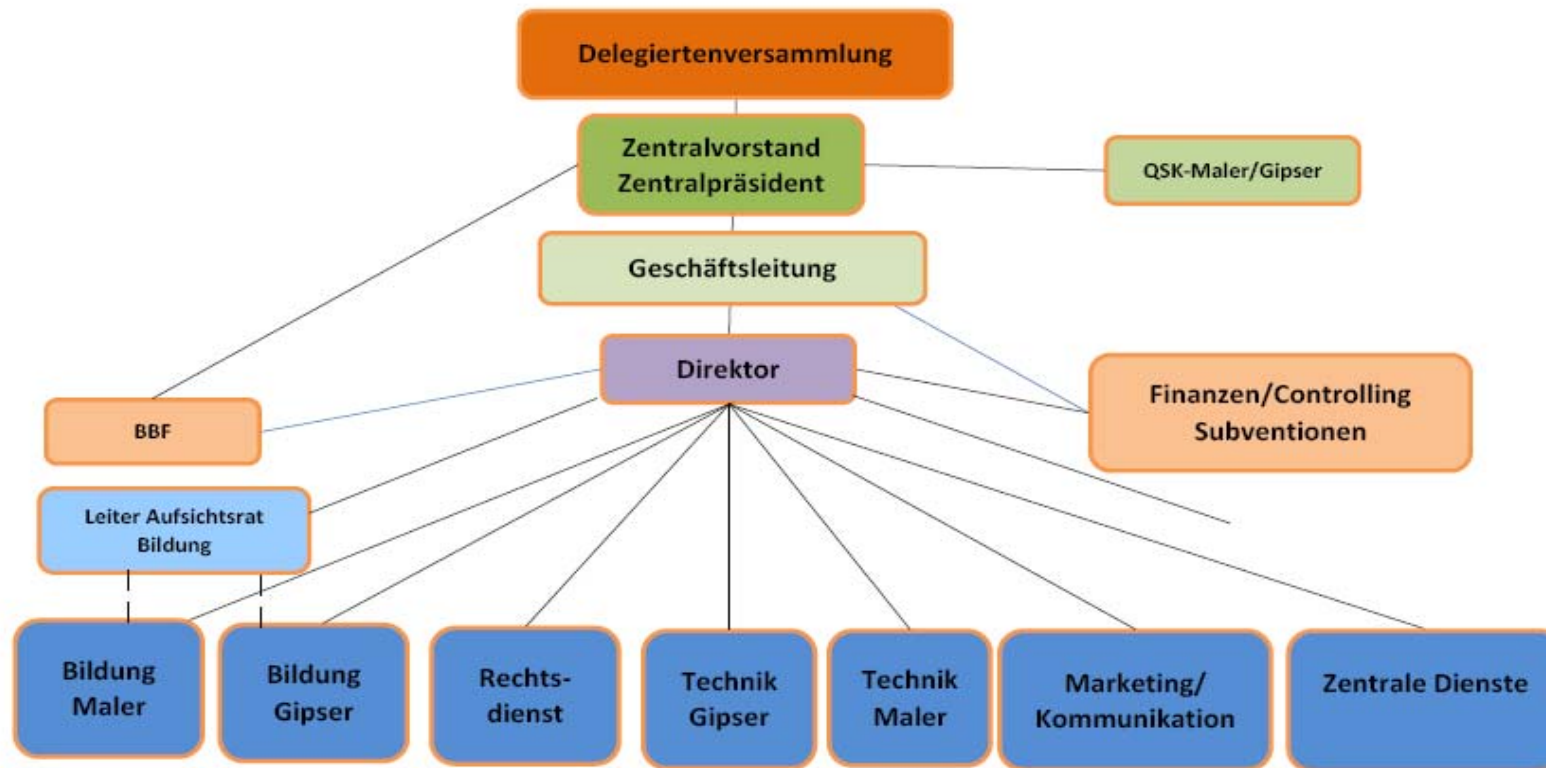 Delegiertenversammlung
Zentralvorstand
Zentralpräsident
QSK-Maler/Gipser
Geschäftsleitung
Direktor
Finanzen/Controlling
Subventionen
BBF
Leiter Aufsichtsrat
Bildung
Bildung
Maler
Bildung
Gipser
Rechts-
dienst
Technik
Gipser
Technik
Maler
Marketing/
Kommunikation
Zentrale Dienste